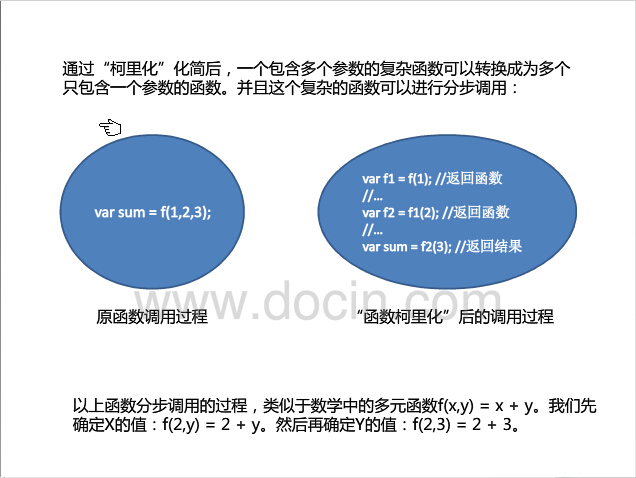 通过“柯里化”化简后，一个包含多个参数的复杂函数可以转换成为多个
只包含一个参数的函数。并且这个复杂的函数可以进行分步调用：
var sum = f(1,2,3);
var f1 = f(1); //返回函数
//...
var f2 = f1(2); //返回函数
//...
var sum = f2(3); //返回结果
www.docin.com
原函数调用过程
“函数柯里化”后的调用过程
以上函数分步调用的过程，类似于数学中的多元函数f(x,y) = x + y。我们先
确定X的值：f(2,y) = 2 + y。然后再确定Y的值：f(2,3) = 2 + 3。